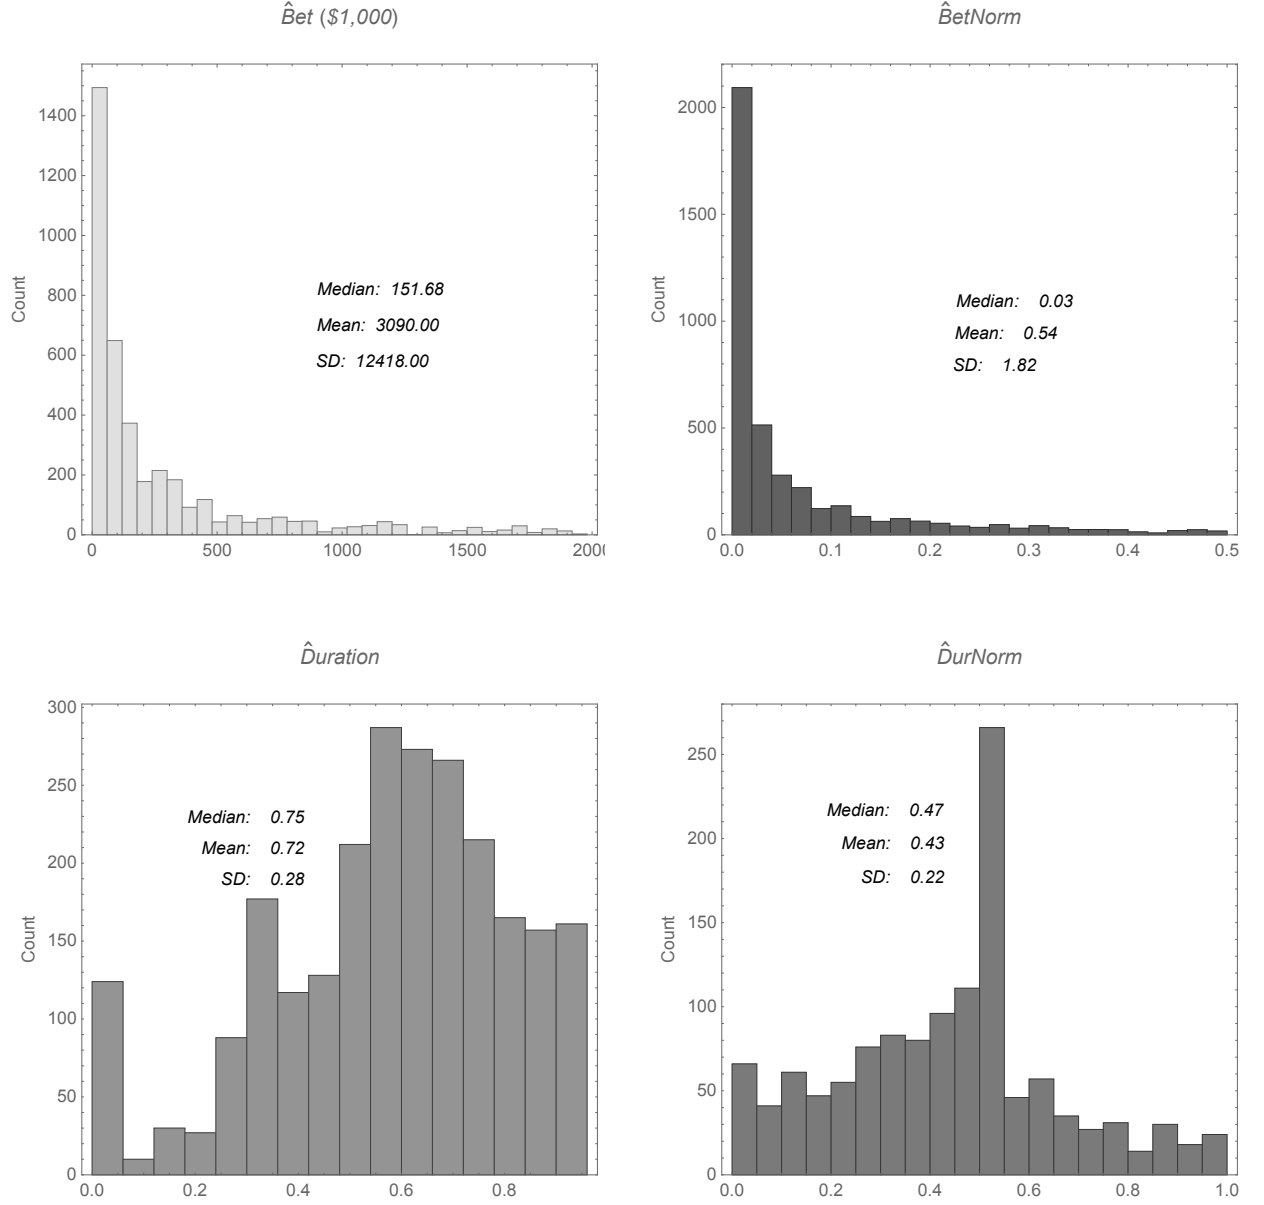 B̂et ($1,000)
1400
1200
1000
800
600
400
200
0
Count
Median: 151.68
Mean: 3090.00
SD: 12418.00
0 500 1000 1500 2000
B̂etNorm
2000
1500
1000
500
0
Count
Median: 0.03
Mean: 0.54
SD: 1.82
0.0 0.1 0.2 0.3 0.4 0.5
D̂uration
300
250
200
150
100
50
0
Count
Median: 0.75
Mean: 0.72
SD: 0.28
0.0 0.2 0.4 0.6 0.8
D̂urNorm
250
200
150
100
50
0
Count
Median: 0.47
Mean: 0.43
SD: 0.22
0.0 0.2 0.4 0.6 0.8 1.0